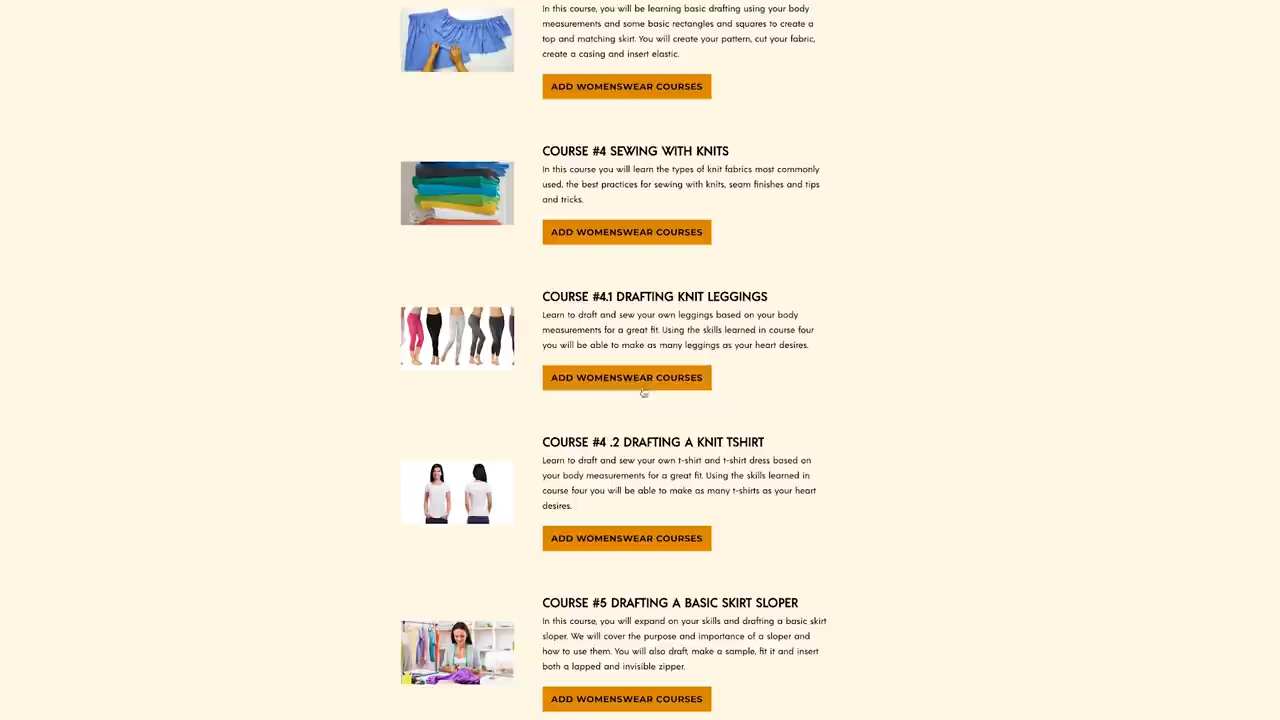 In this course, you will be learning basic drafting using your body
measurements and some basic rectangles and squares to create a
top and matching skirt. You will create your pattern, cut your fabric,
create a casing and insert elastic.
ADD WOMENSWEAR COURSES
COURSE #4 SEWING WITH KNITS
In this course you will learn the types of knit fabrics most commonly
used, the best practices for sewing with knits, seam finishes and tips
and tricks.
ADD WOMENSWEAR COURSES
COURSE #4.1 DRAFTING KNIT LEGGINGS
Learn to draft and sew your own leggings based on your body
measurements for a great fit. Using the skills learned in course four
you will be able to make as many leggings as your heart desires.
ADD WOMENSWEAR COURSES
COURSE #4 .2 DRAFTING A KNIT TSHIRT
Learn to draft and sew your own t-shirt and t-shirt dress based on
your body measurements for a great fit. Using the skills learned in
course four you will be able to make as many t-shirts as your heart
desires.
ADD WOMENSWEAR COURSES
COURSE #5 DRAFTING A BASIC SKIRT SLOPER
In this course, you will expand on your skills and drafting a basic skirt
sloper. We will cover the purpose and importance of a sloper and
how to use them. You will also draft, make a sample, fit it and insert
both a lapped and invisible zipper.
ADD WOMENSWEAR COURSES